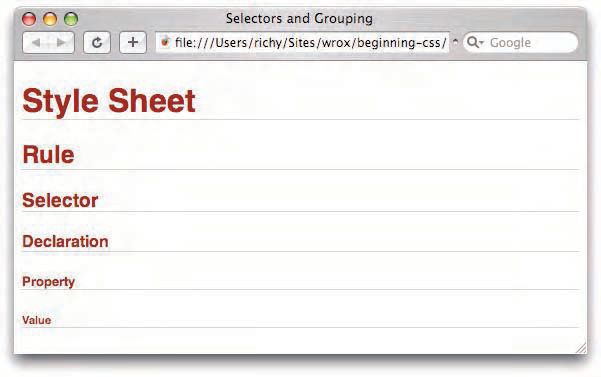 Selectors and Grouping
file:///Users/richy/Sites/wrox/beginning-css/
Google
Style Sheet
Rule
Selector
Declaration
Property
Value